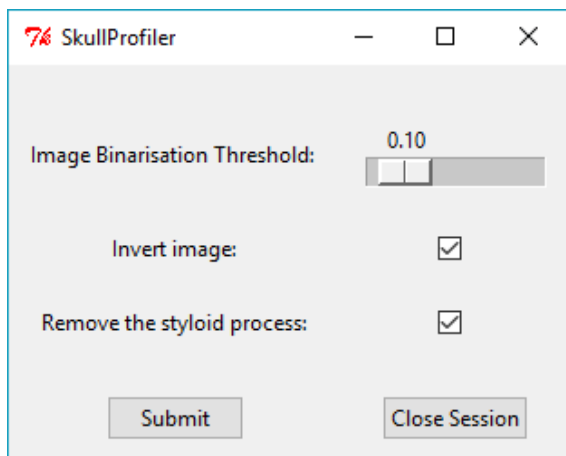 SkullProfiler
0.10
Image Binarisation Threshold:
Invert image:
Remove the styloid process:
Submit
Close Session